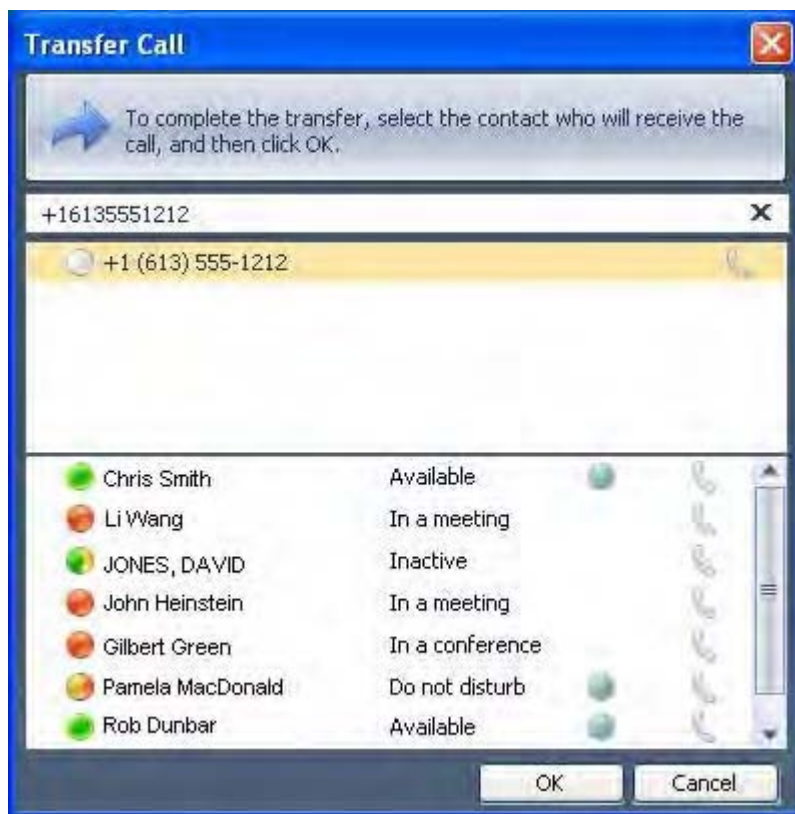 Transfer Call
To complete the transfer, select the contact who will receive the
call, and then click OK.
+16135551212
+1 (613) 555-1212
Chris Smith Available
Li Wang In a meeting
JONES, DAVID Inactive
John Heinstein In a meeting
Gilbert Green In a conference
Pamela MacDonald Do not disturb
Rob Dunbar Available
OK Cancel